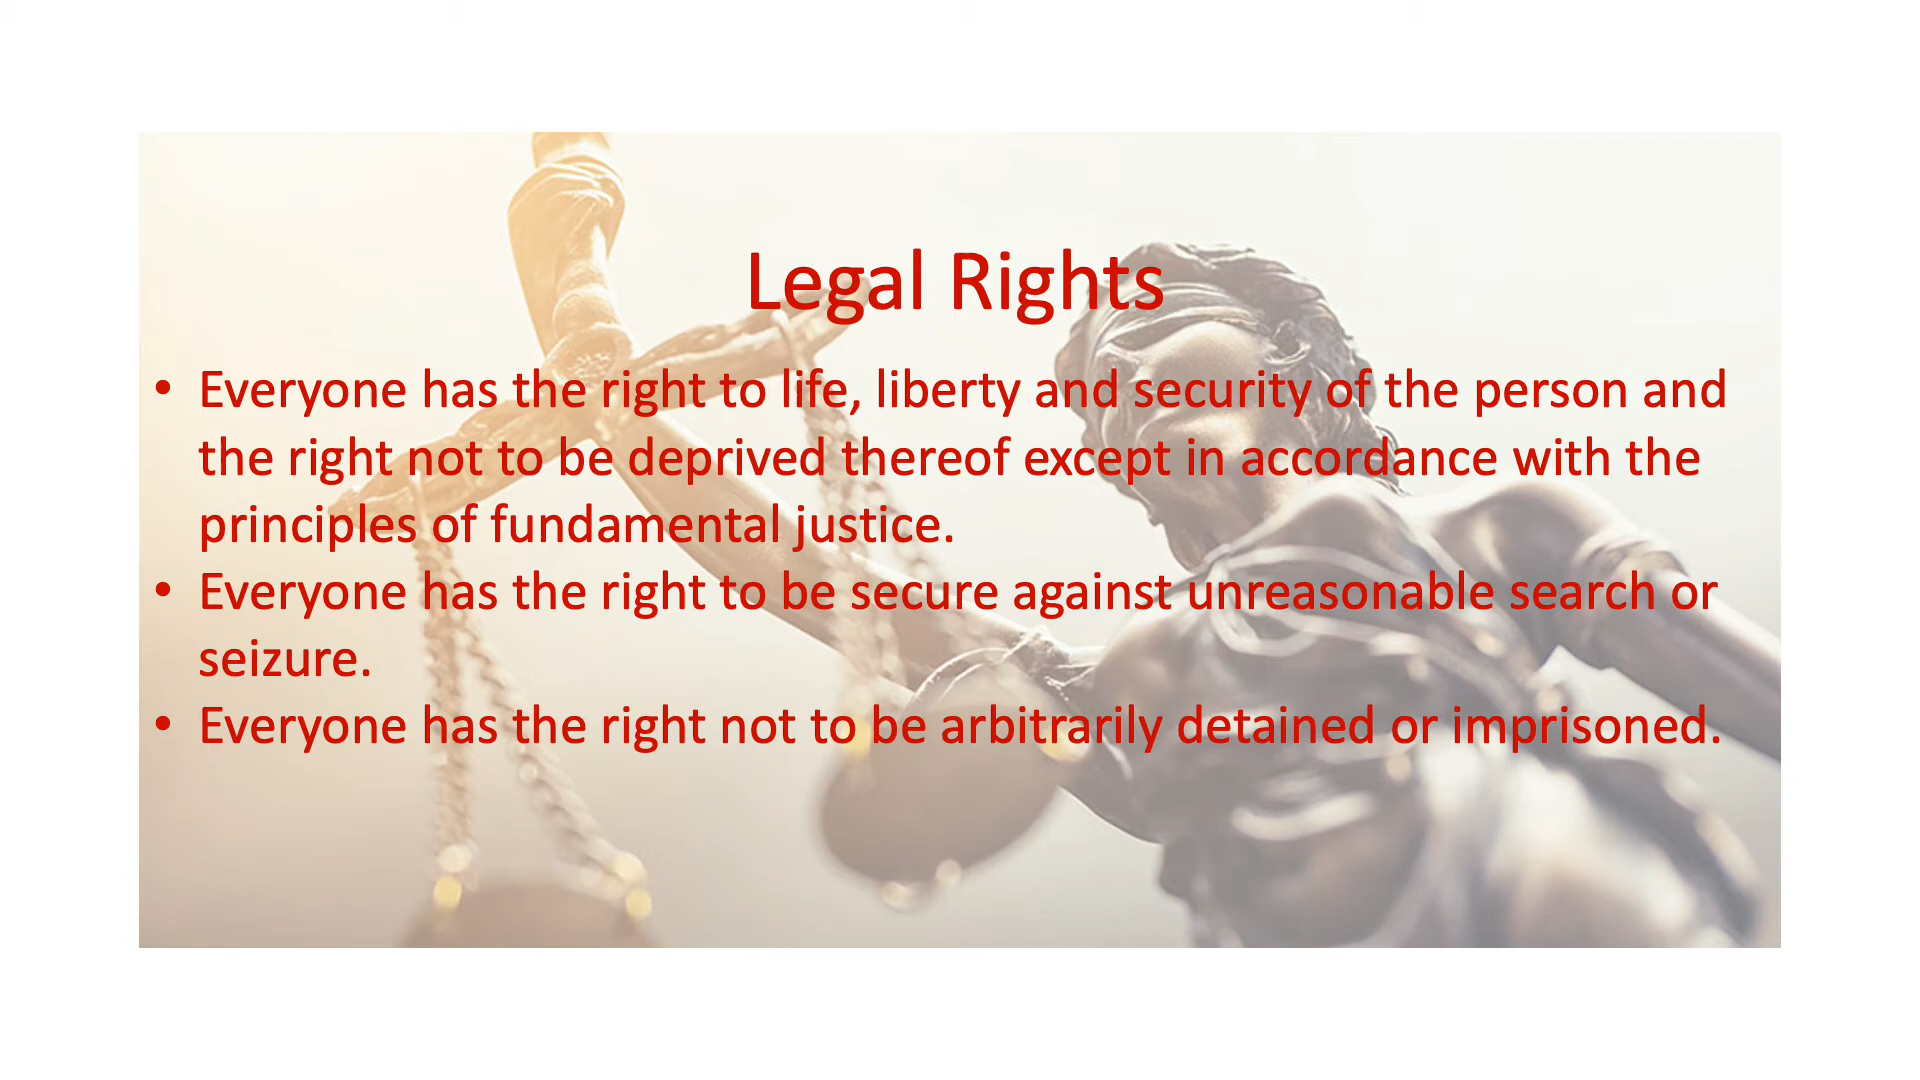 Legal Rights
• Everyone has the right to life, liberty and security of the person and
the right not to be deprived thereof except in accordance with the
principles of fundamental justice.
• Everyone has the right to be secure against unreasonable search or
seizure.
• Everyone has the right not to be arbitrarily detained or imprisoned.